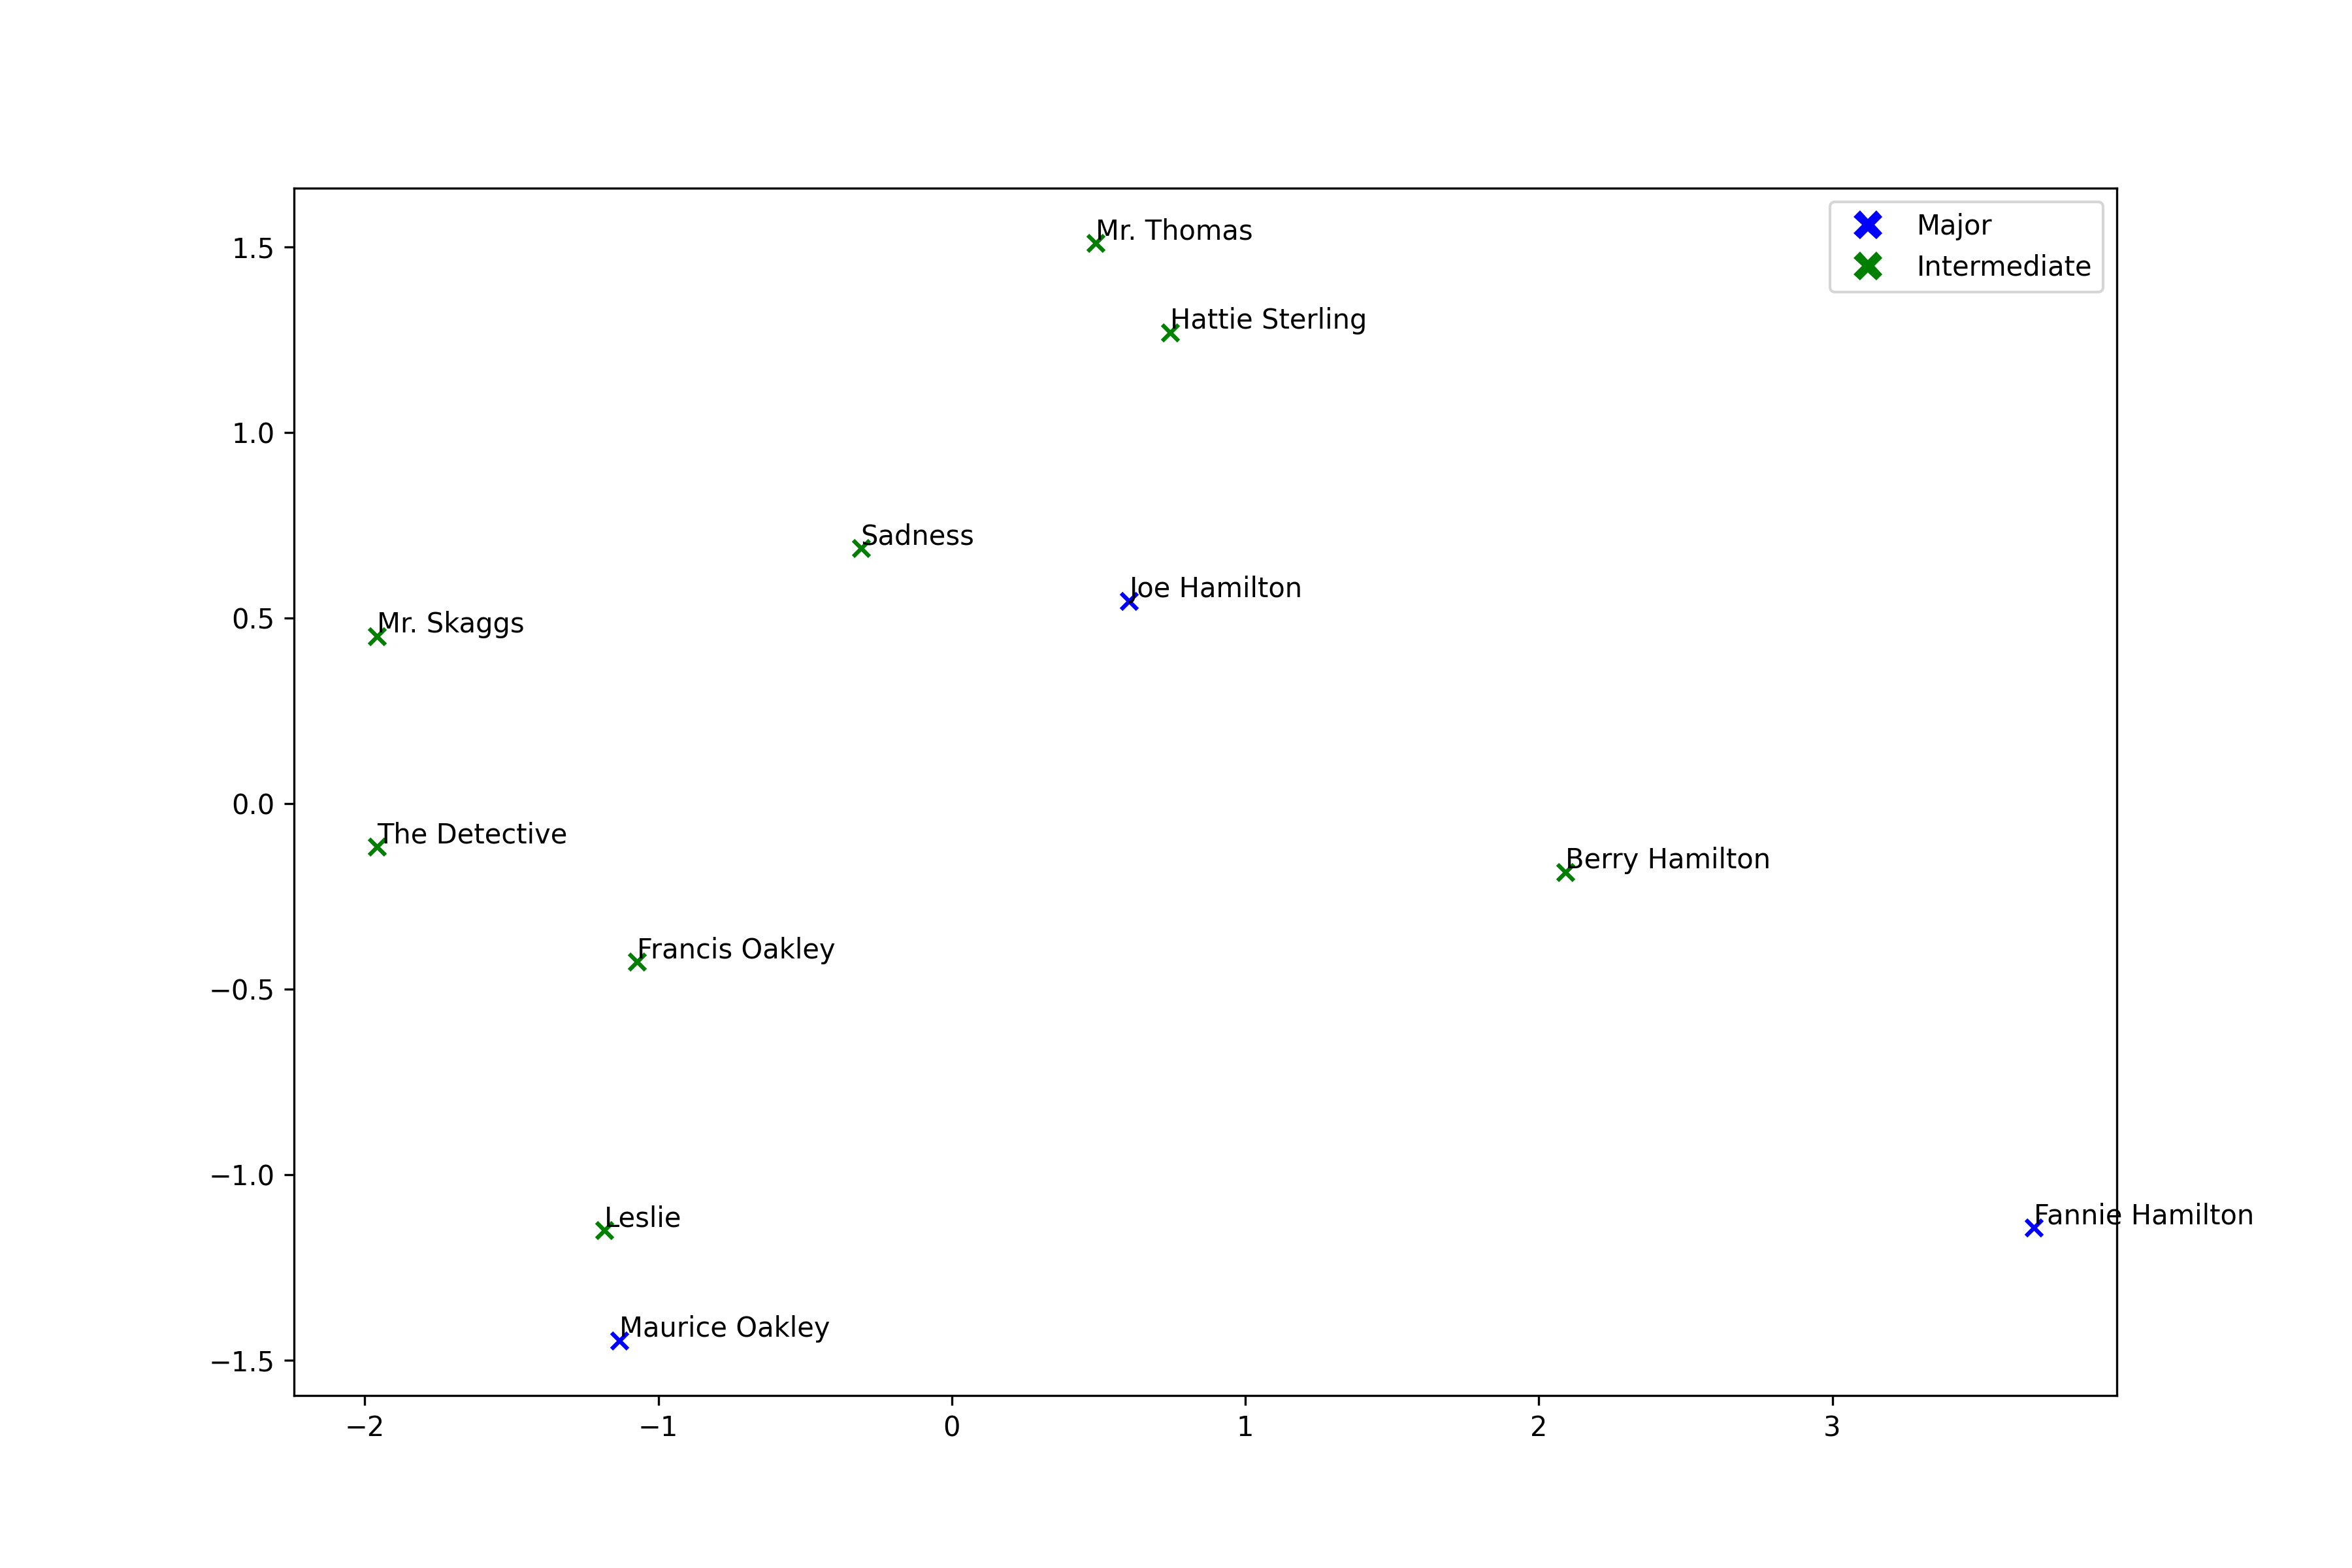 Major
Intermediate
Mr. Thomas
Hattie Sterling
Sadness
Joe Hamilton
Mr. Skaggs
The Detective
Berry Hamilton
Francis Oakley
Leslie
Fannie Hamilton
Maurice Oakley
1.5
1.0
0.5
0.0
−0.5
−1.0
−1.5
−2 −1 0 1 2 3